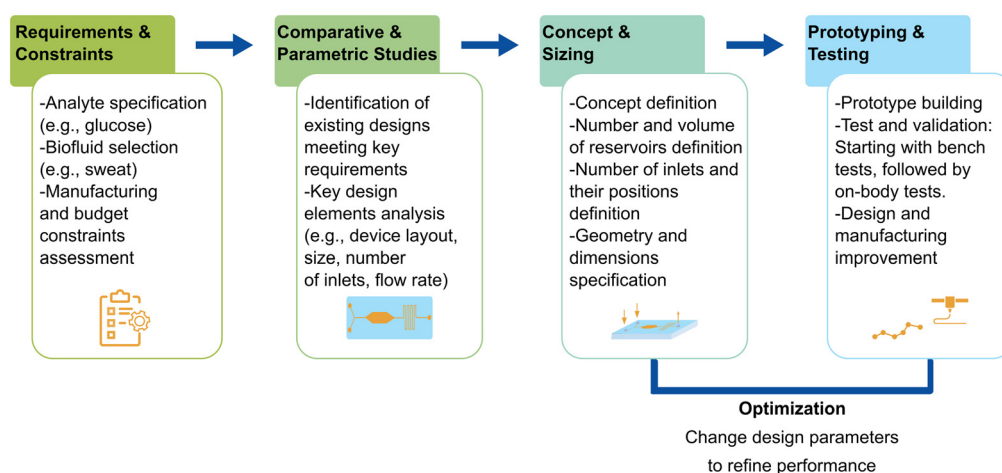 Requirements &
Constraints
-Analyte specification
(e.g., glucose)
-Biofluid selection
(e.g., sweat)
-Manufacturing
and budget
constraints
assessment
Comparative &
Parametric Studies
-Identification of
existing designs
meeting key
requirements
-Key design
elements analysis
(e.g., device layout,
size, number
of inlets, flow rate)
Concept &
Sizing
-Concept definition
-Number and volume
of reservoirs definition
-Number of inlets and
their positions
definition
-Geometry and
dimensions
specification
Prototyping &
Testing
-Prototype building
-Test and validation:
Starting with bench
tests, followed by
on-body tests.
-Design and
manufacturing
improvement
Optimization
Change design parameters
to refine performance